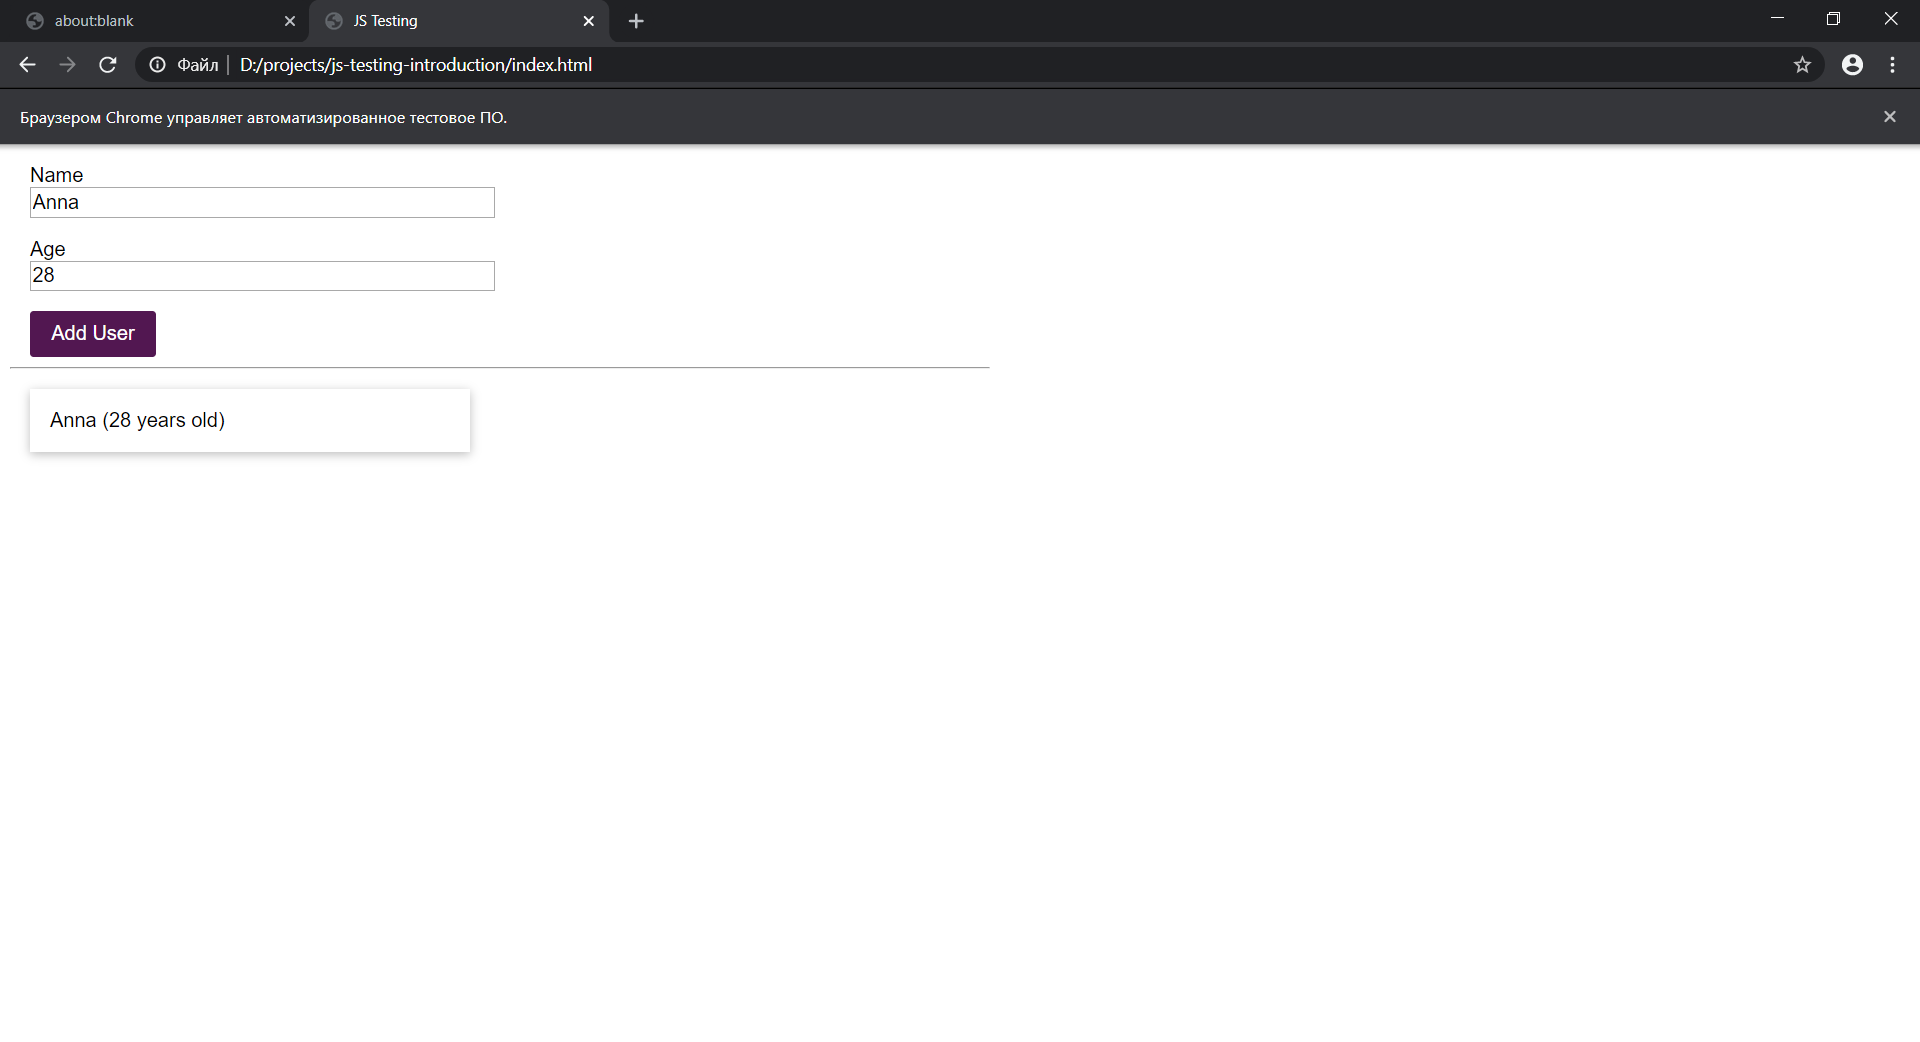 about:blank
JS Testing
Файл
D:/projects/js-testing-introduction/index.html
Браузером Chrome управляет автоматизированное тестовое ПО.
Name
Anna
Age
28
Add User
Anna (28 years old)